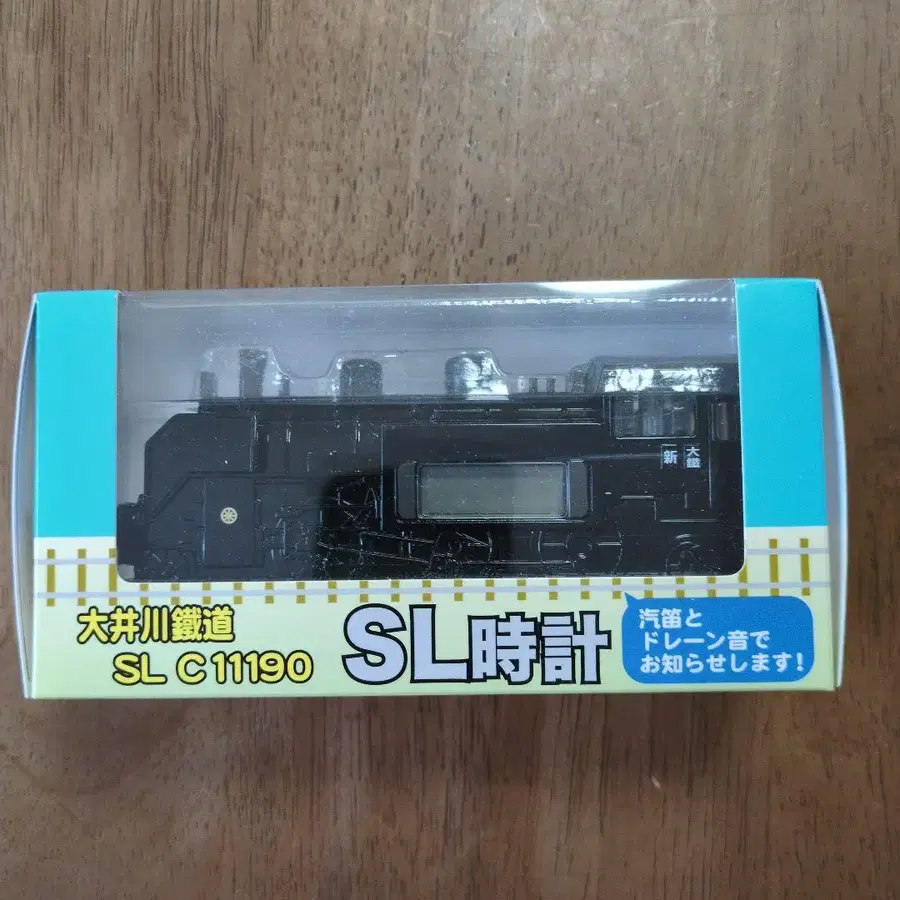 大鐵
新
大井川鐵道
SL C11190
SL時計
汽笛と
ドレーン音で
お知らせします!